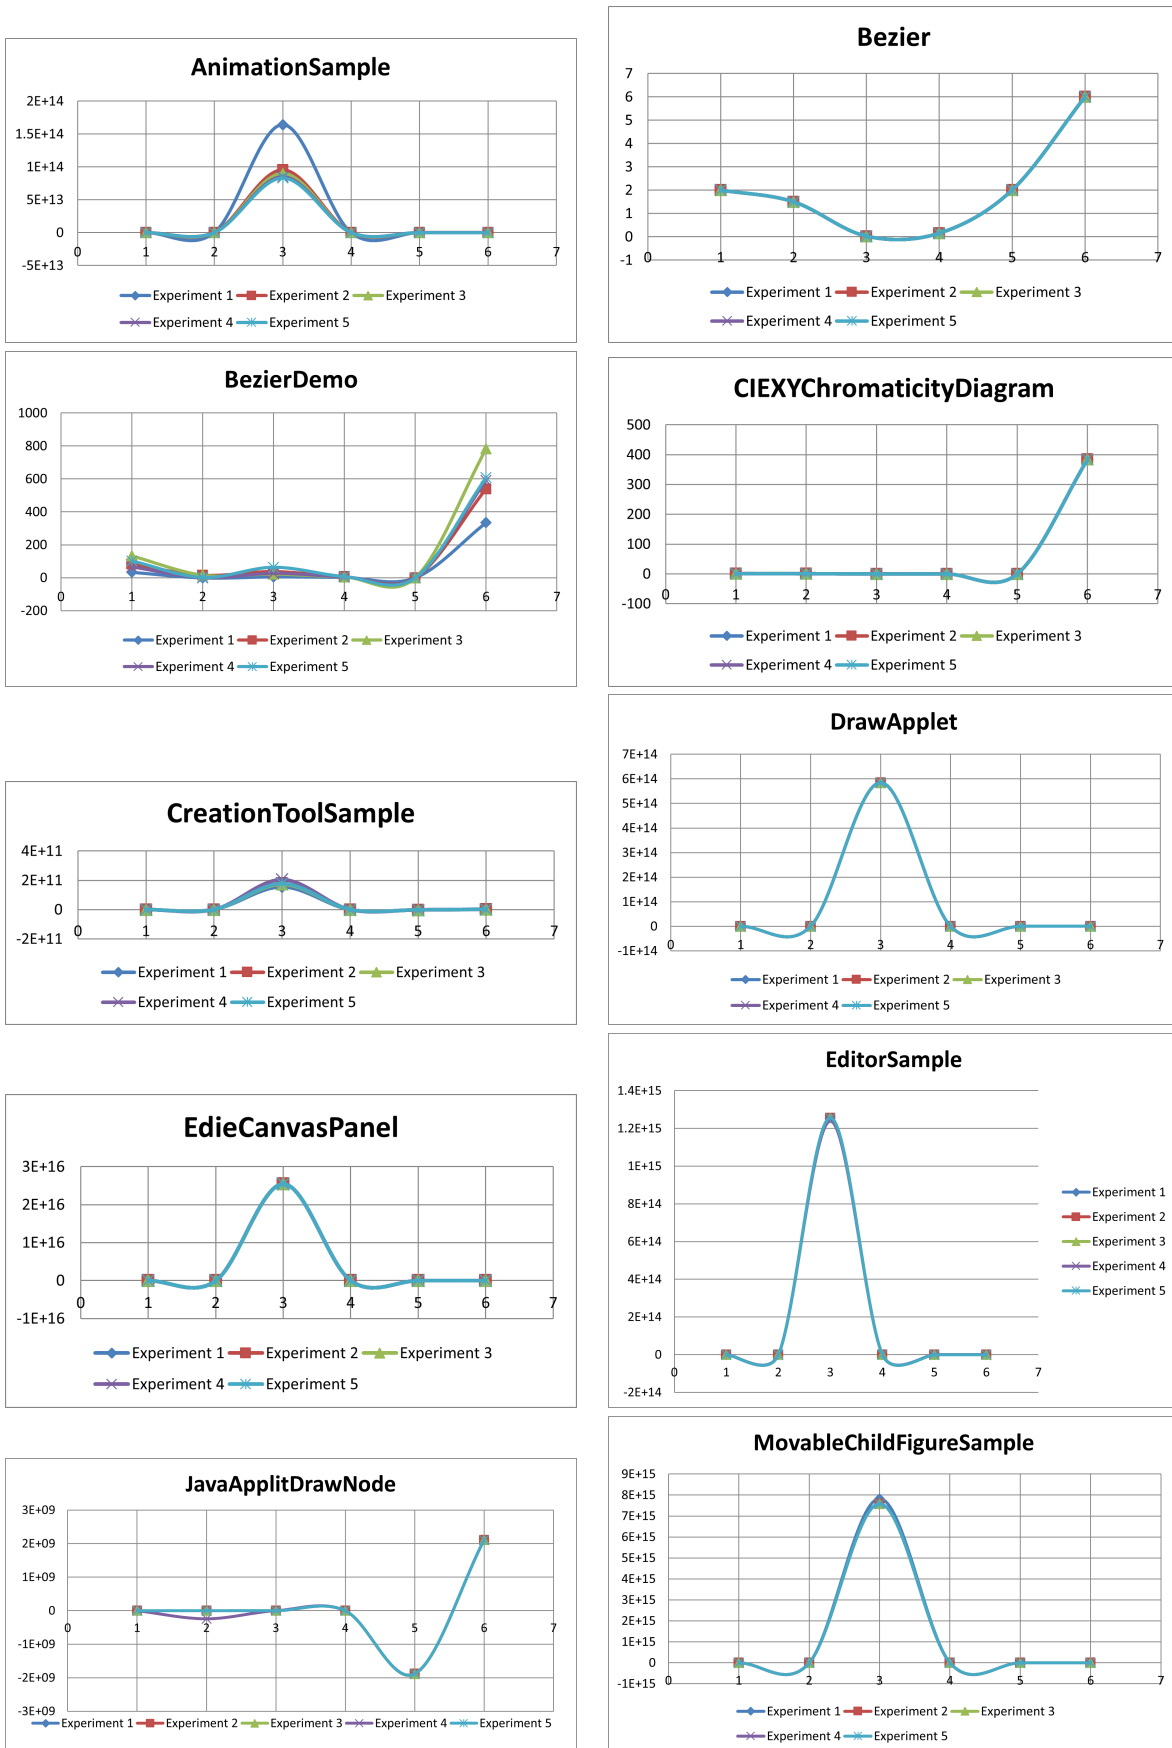 AnimationSample
2E+14
1.5E+14
1E+14
5E+13
0
-5E+13
0 1 2 3 4 5 6 7
Experiment 1 Experiment 2 Experiment 3
Experiment 4 Experiment 5
Bezier
7
6
5
4
3
2
1
0
-1
0 1 2 3 4 5 6 7
Experiment 1 Experiment 2 Experiment 3
Experiment 4 Experiment 5
BezierDemo
1000
800
600
400
200
0
-200
0 1 2 3 4 5 6 7
Experiment 1 Experiment 2 Experiment 3
Experiment 4 Experiment 5
CIEXYChromaticityDiagram
500
400
300
200
100
0
-100
0 1 2 3 4 5 6 7
Experiment 1 Experiment 2 Experiment 3
Experiment 4 Experiment 5
CreationToolSample
4E+11
2E+11
0
-2E+11
0 1 2 3 4 5 6 7
Experiment 1 Experiment 2 Experiment 3
Experiment 4 Experiment 5
DrawApplet
7E+14
6E+14
5E+14
4E+14
3E+14
2E+14
1E+14
0
-1E+14
0 1 2 3 4 5 6 7
Experiment 1 Experiment 2 Experiment 3
Experiment 4 Experiment 5
EdieCanvasPanel
3E+16
2E+16
1E+16
0
-1E+16
0 1 2 3 4 5 6 7
Experiment 1 Experiment 2 Experiment 3
Experiment 4 Experiment 5
EditorSample
1.4E+15
1.2E+15
1E+15
8E+14
6E+14
4E+14
2E+14
0
-2E+14
0 1 2 3 4 5 6 7
Experiment 1
Experiment 2
Experiment 3
Experiment 4
Experiment 5
JavaApplitDrawNode
3E+09
2E+09
1E+09
0
-1E+09
-2E+09
-3E+09
0 1 2 3 4 5 6 7
Experiment 1 Experiment 2 Experiment 3 Experiment 4 Experiment 5
MovableChildFigureSample
9E+15
8E+15
7E+15
6E+15
5E+15
4E+15
3E+15
2E+15
1E+15
0
-1E+15
0 1 2 3 4 5 6 7
Experiment 1 Experiment 2 Experiment 3
Experiment 4 Experiment 5